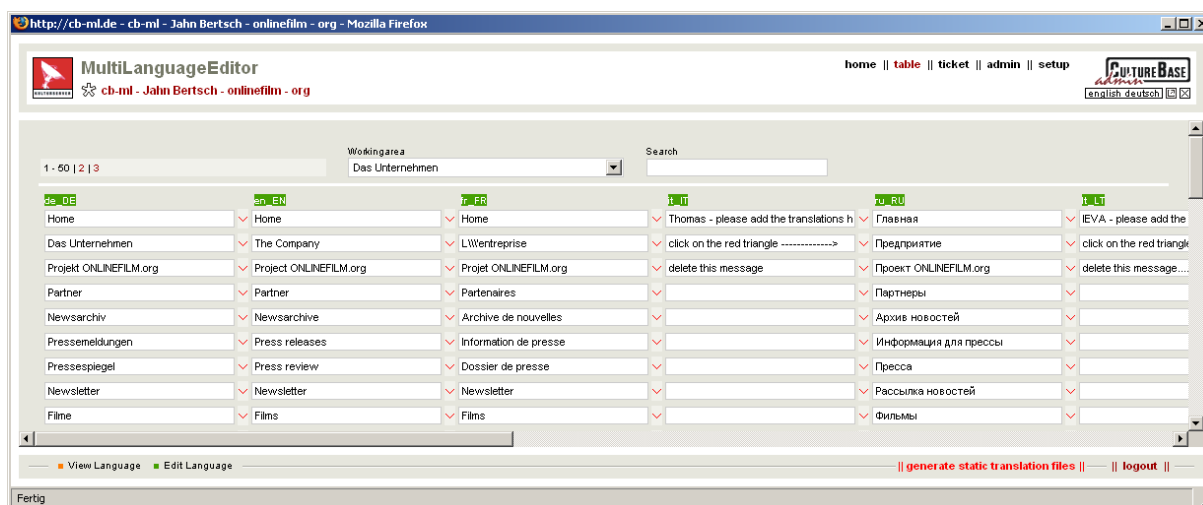 http://cb-ml.de - cb-ml - Jahn Bertsch - onlinefilm - org - Mozilla Firefox
MultiLanguageEditor
cb-ml - Jahn Bertsch - onlinefilm - org
home || table || ticket || admin || setup
CULTUREBASE
admin
english deutsch
KULTURSERVER
1 - 50 | 2 | 3
Workingarea
Das Unternehmen
Search
de_DE en_EN fr_FR it_IT ru_RU lt_LT
Home Home Home Thomas - please add the translations h Главная IEVA - please add the
Das Unternehmen The Company L\\\'entreprise click on the red triangle -------------> Предприятие click on the red triangle
Projekt ONLINEFILM.org Project ONLINEFILM.org Projet ONLINEFILM.org delete this message Проект ONLINEFILM.org delete this message....
Partner Partner Partenaires Партнеры
Newsarchiv Newsarchive Archive de nouvelles Архив новостей
Pressemeldungen Press releases Information de presse Информация для прессы
Pressespiegel Press review Dossier de presse Пресса
Newsletter Newsletter Newsletter Рассылка новостей
Filme Films Films Фильмы
View Language Edit Language || generate static translation files || || logout ||
Fertig